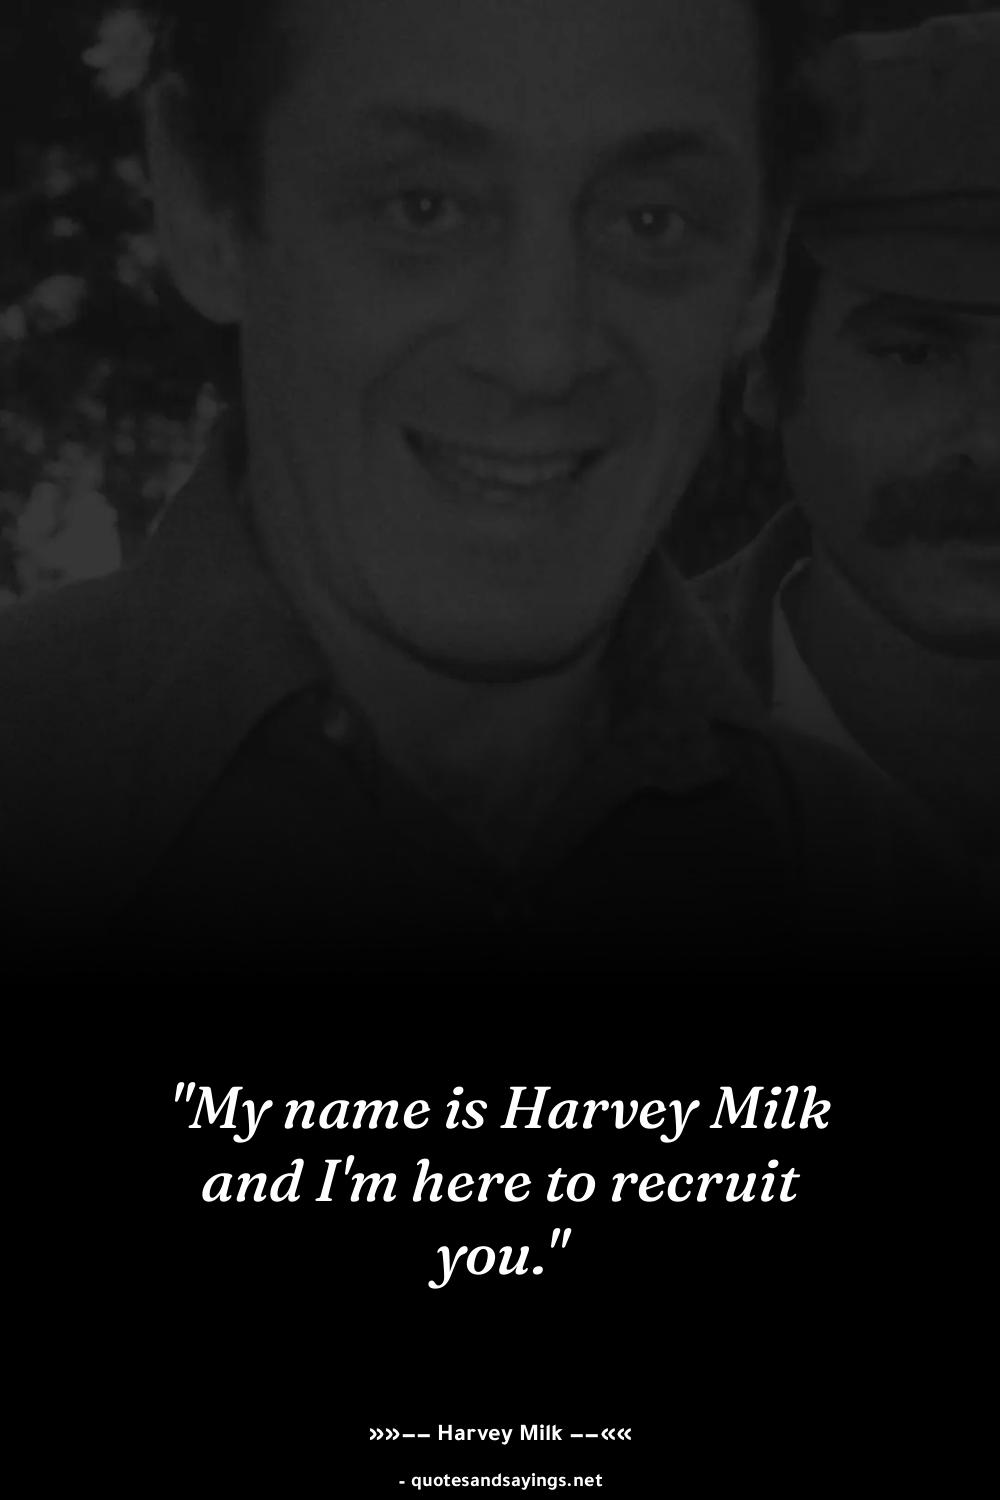 "My name is Harvey Milk
and I'm here to recruit
you."
»»−− Harvey Milk −−««
- quotesandsayings.net